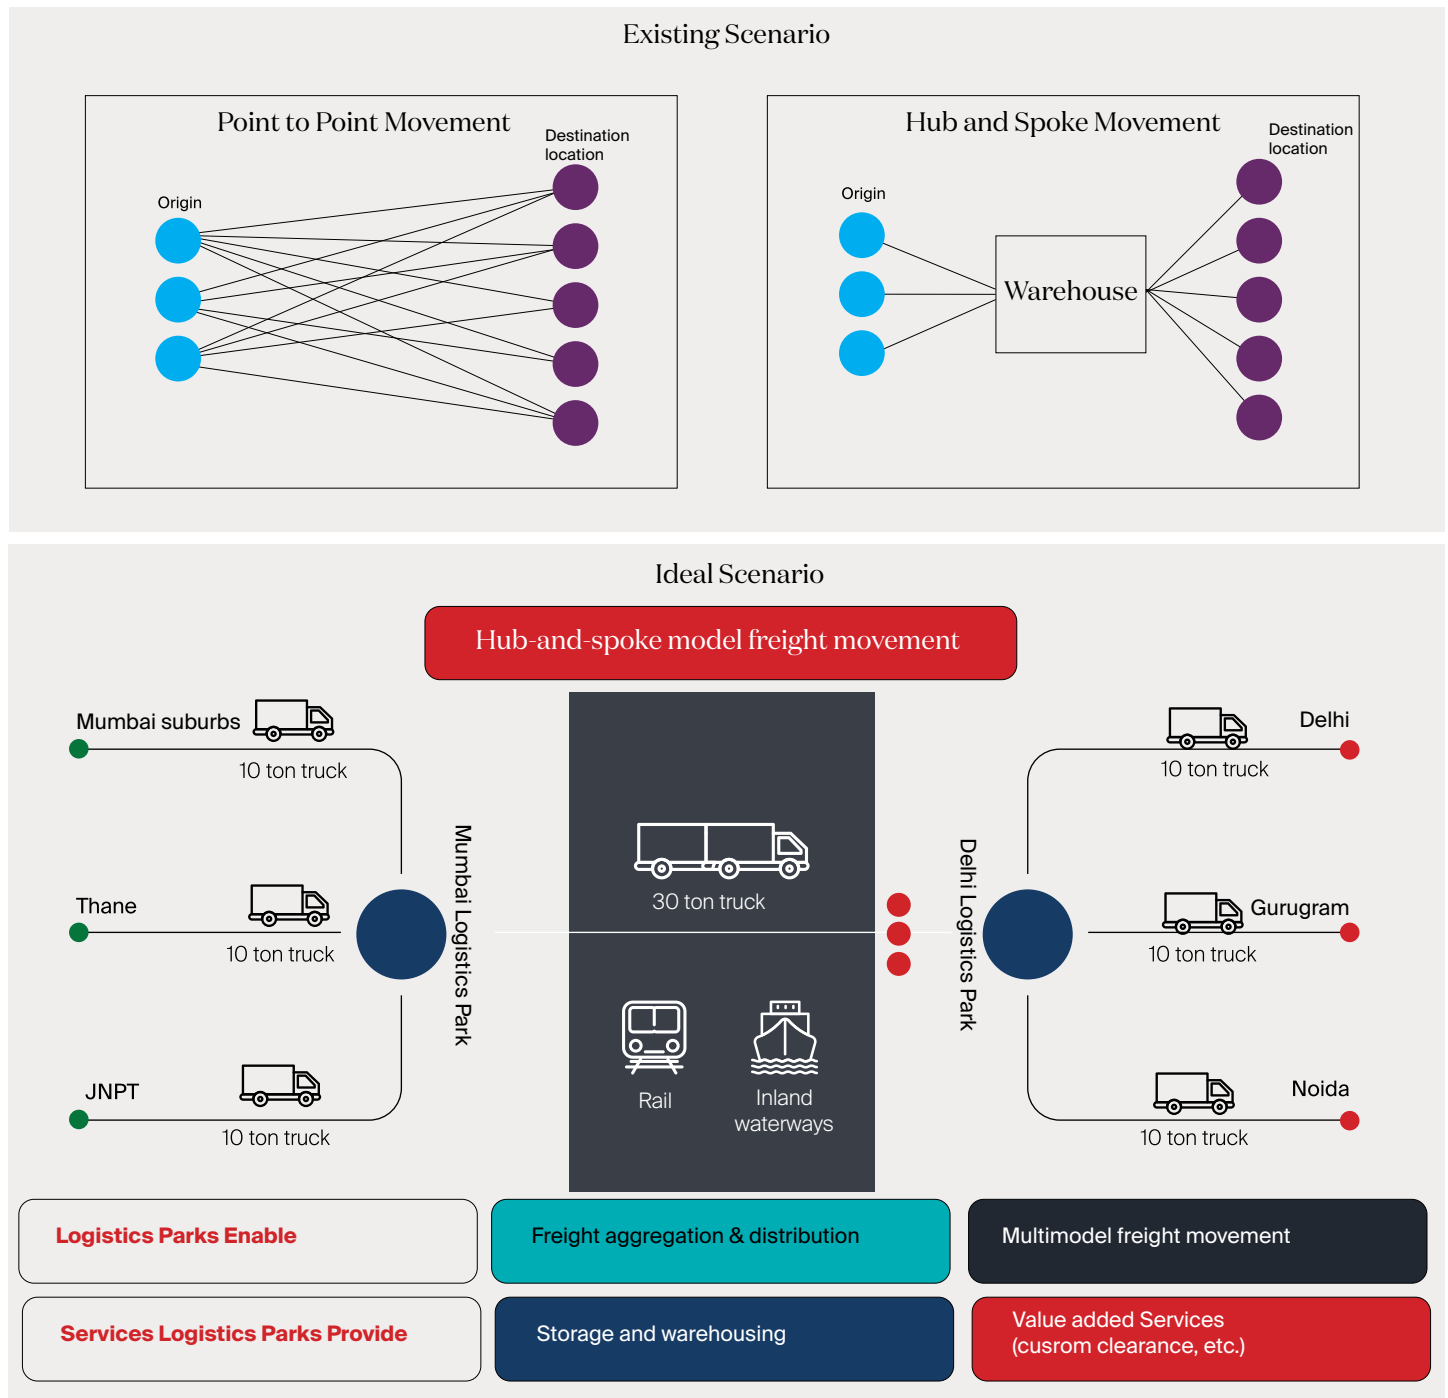 Existing Scenario
Point to Point Movement
Destination
location
Origin
Hub and Spoke Movement
Destination
location
Origin
Warehouse
Ideal Scenario
Hub-and-spoke model freight movement
Mumbai suburbs
10 ton truck
Thane
10 ton truck
JNPT
10 ton truck
Mumbai Logistics Park
30 ton truck
Rail
Inland
waterways
Delhi Logistics Park
Delhi
10 ton truck
Gurugram
10 ton truck
Noida
10 ton truck
Logistics Parks Enable
Freight aggregation & distribution
Multimodel freight movement
Services Logistics Parks Provide
Storage and warehousing
Value added Services
(cusrom clearance, etc.)